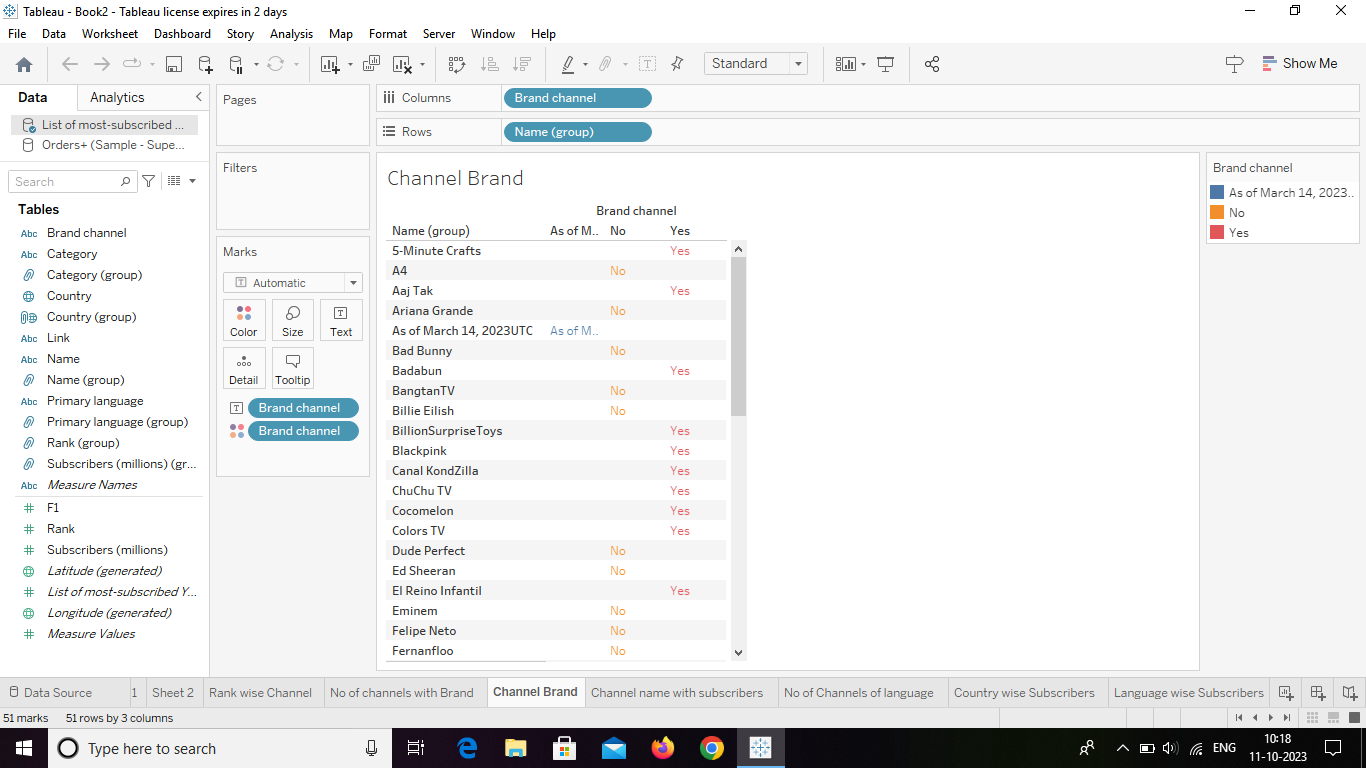 Tableau - Book2 - Tableau license expires in 2 days
File Data Worksheet Dashboard Story Analysis Map Format Server Window Help
Standard
Show Me
Data Analytics
List of most-subscribed ...
Orders+ (Sample - Supe...
Search
Tables
Abc Brand channel
Abc Category
Category (group)
Country
Country (group)
Abc Link
Abc Name
Name (group)
Abc Primary language
Primary language (group)
Rank (group)
Subscribers (millions) (gr...
Abc Measure Names
F1
Rank
Subscribers (millions)
Latitude (generated)
List of most-subscribed Y...
Longitude (generated)
Measure Values
Pages
Filters
Marks
T Automatic
Color Size T Text
Detail Tooltip
T Brand channel
Brand channel
Columns Brand channel
Rows Name (group)
Channel Brand
Brand channel
Name (group) As of M.. No Yes
5-Minute Crafts Yes
A4 No
Aaj Tak Yes
Ariana Grande No
As of March 14, 2023UTC As of M..
Bad Bunny No
Badabun Yes
BangtanTV No
Billie Eilish No
BillionSurpriseToys Yes
Blackpink Yes
Canal KondZilla Yes
ChuChu TV Yes
Cocomelon Yes
Colors TV Yes
Dude Perfect No
Ed Sheeran No
El Reino Infantil Yes
Eminem No
Felipe Neto No
Fernanfloo No
Brand channel
As of March 14, 2023..
No
Yes
Data Source 1 Sheet 2 Rank wise Channel No of channels with Brand Channel Brand Channel name with subscribers No of Channels of language Country wise Subscribers Language wise Subscribers
51 marks 51 rows by 3 columns
Type here to search
ENG
10:18
11-10-2023